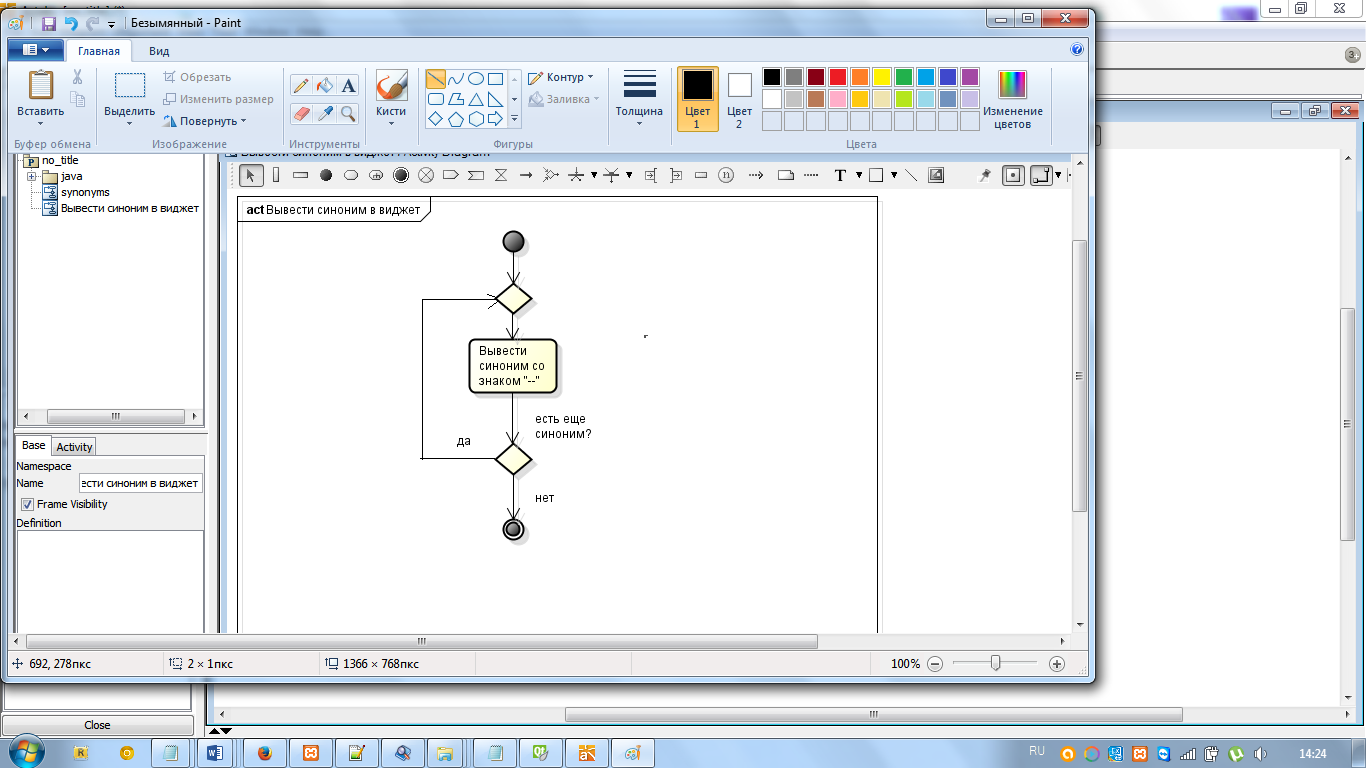 Безымянный - Paint
Главная
Вид
Вставить
Выделить
Обрезать
Изменить размер
Повернуть
Кисти
Контур
Заливка
Толщина
Цвет
1
Цвет
2
Изменение
цветов
Буфер обмена
Изображение
Инструменты
Фигуры
Цвета
no_title
java
synonyms
Вывести синоним в виджет
act Вывести синоним в виджет
Вывести
синоним со
знаком "--"
есть еще
синоним?
да
нет
Base
Activity
Namespace
Name
ести синоним в виджет
Frame Visibility
Definition
692, 278пкс
2 × 1пкс
1366 × 768пкс
100%
Close
RU
14:24